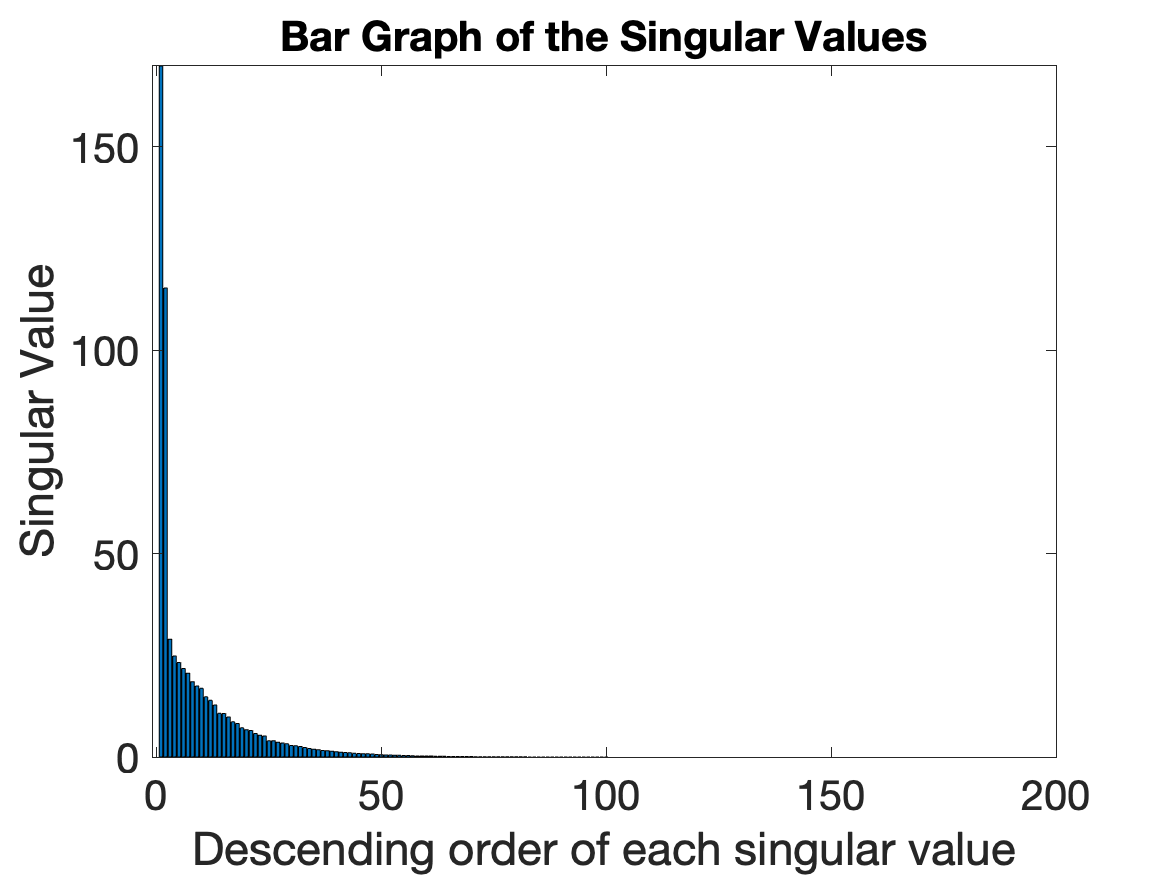 Bar Graph of the Singular Values
150
100
50
0
Singular Value
0 50 100 150 200
Descending order of each singular value